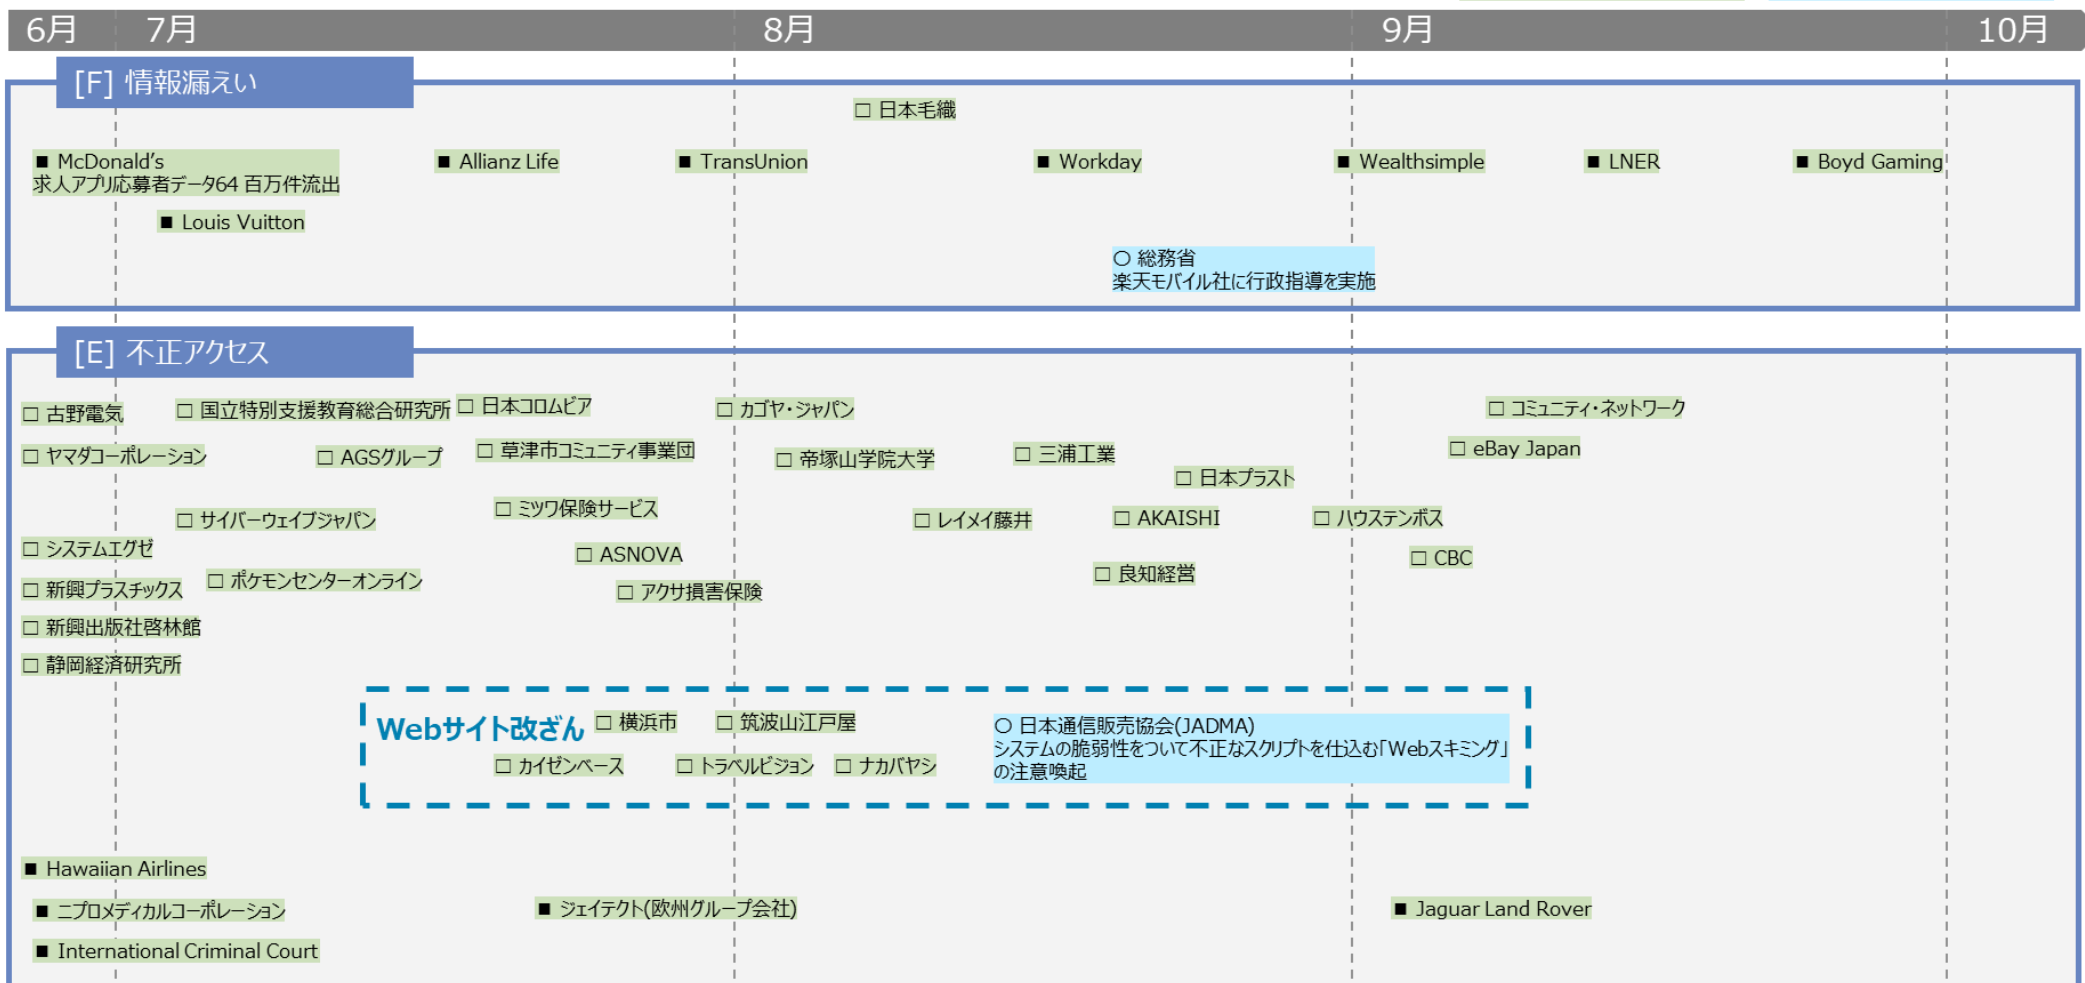 6月 7月 8月 9月 10月
[F] 情報漏えい
□ 日本毛織
■ McDonald's
求人アプリ応募者データ64 百万件流出
■ Allianz Life
■ TransUnion
■ Workday
■ Wealthsimple
■ LNER
■ Boyd Gaming
■ Louis Vuitton
○ 総務省
楽天モバイル社に行政指導を実施
[E] 不正アクセス
□ 古野電気
□ 国立特別支援教育総合研究所
□ 日本コロムビア
□ カゴヤ・ジャパン
□ コミュニティ・ネットワーク
□ ヤマダコーポレーション
□ AGSグループ
□ 草津市コミュニティ事業団
□ 帝塚山学院大学
□ 三浦工業
□ eBay Japan
□ 日本プラスト
□ サイバーウェイブジャパン
□ ミツワ保険サービス
□ レイメイ藤井
□ AKAISHI
□ ハウステンボス
□ システムエグゼ
□ ASNOVA
□ CBC
□ 新興プラスチックス
□ ポケモンセンターオンライン
□ アクサ損害保険
□ 良知経営
□ 新興出版社啓林館
□ 静岡経済研究所
Webサイト改ざん
□ 横浜市
□ 筑波山江戸屋
□ カイゼンベース
□ トラベルビジョン
□ ナカバヤシ
○ 日本通信販売協会(JADMA)
システムの脆弱性をついて不正なスクリプトを仕込む「Webスキミング」
の注意喚起
■ Hawaiian Airlines
■ ニプロメディカルコーポレーション
■ ジェイテクト(欧州グループ会社)
■ Jaguar Land Rover
■ International Criminal Court